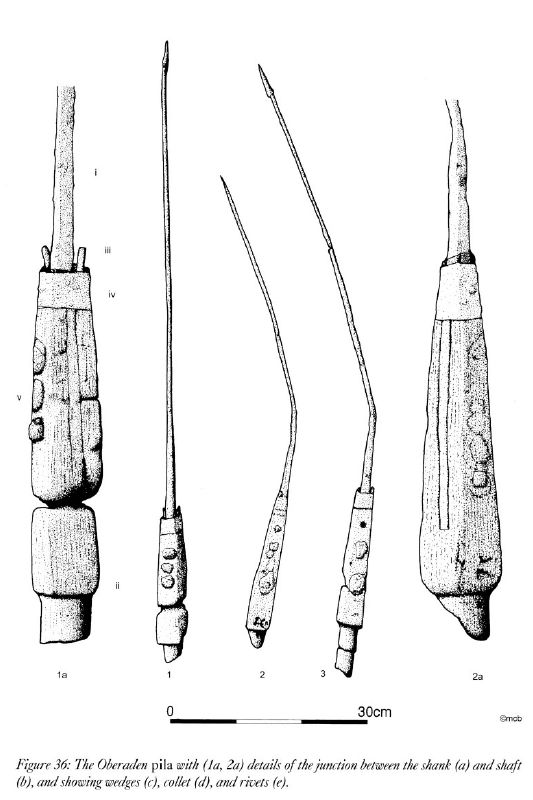 i
iii
iv
v
ii
1a
1
2
3
2a
0
30cm
©mcb
Figure 36: The Oberaden pila with (1a, 2a) details of the junction between the shank (a) and shaft
(b), and showing wedges (c), collet (d), and rivets (e).